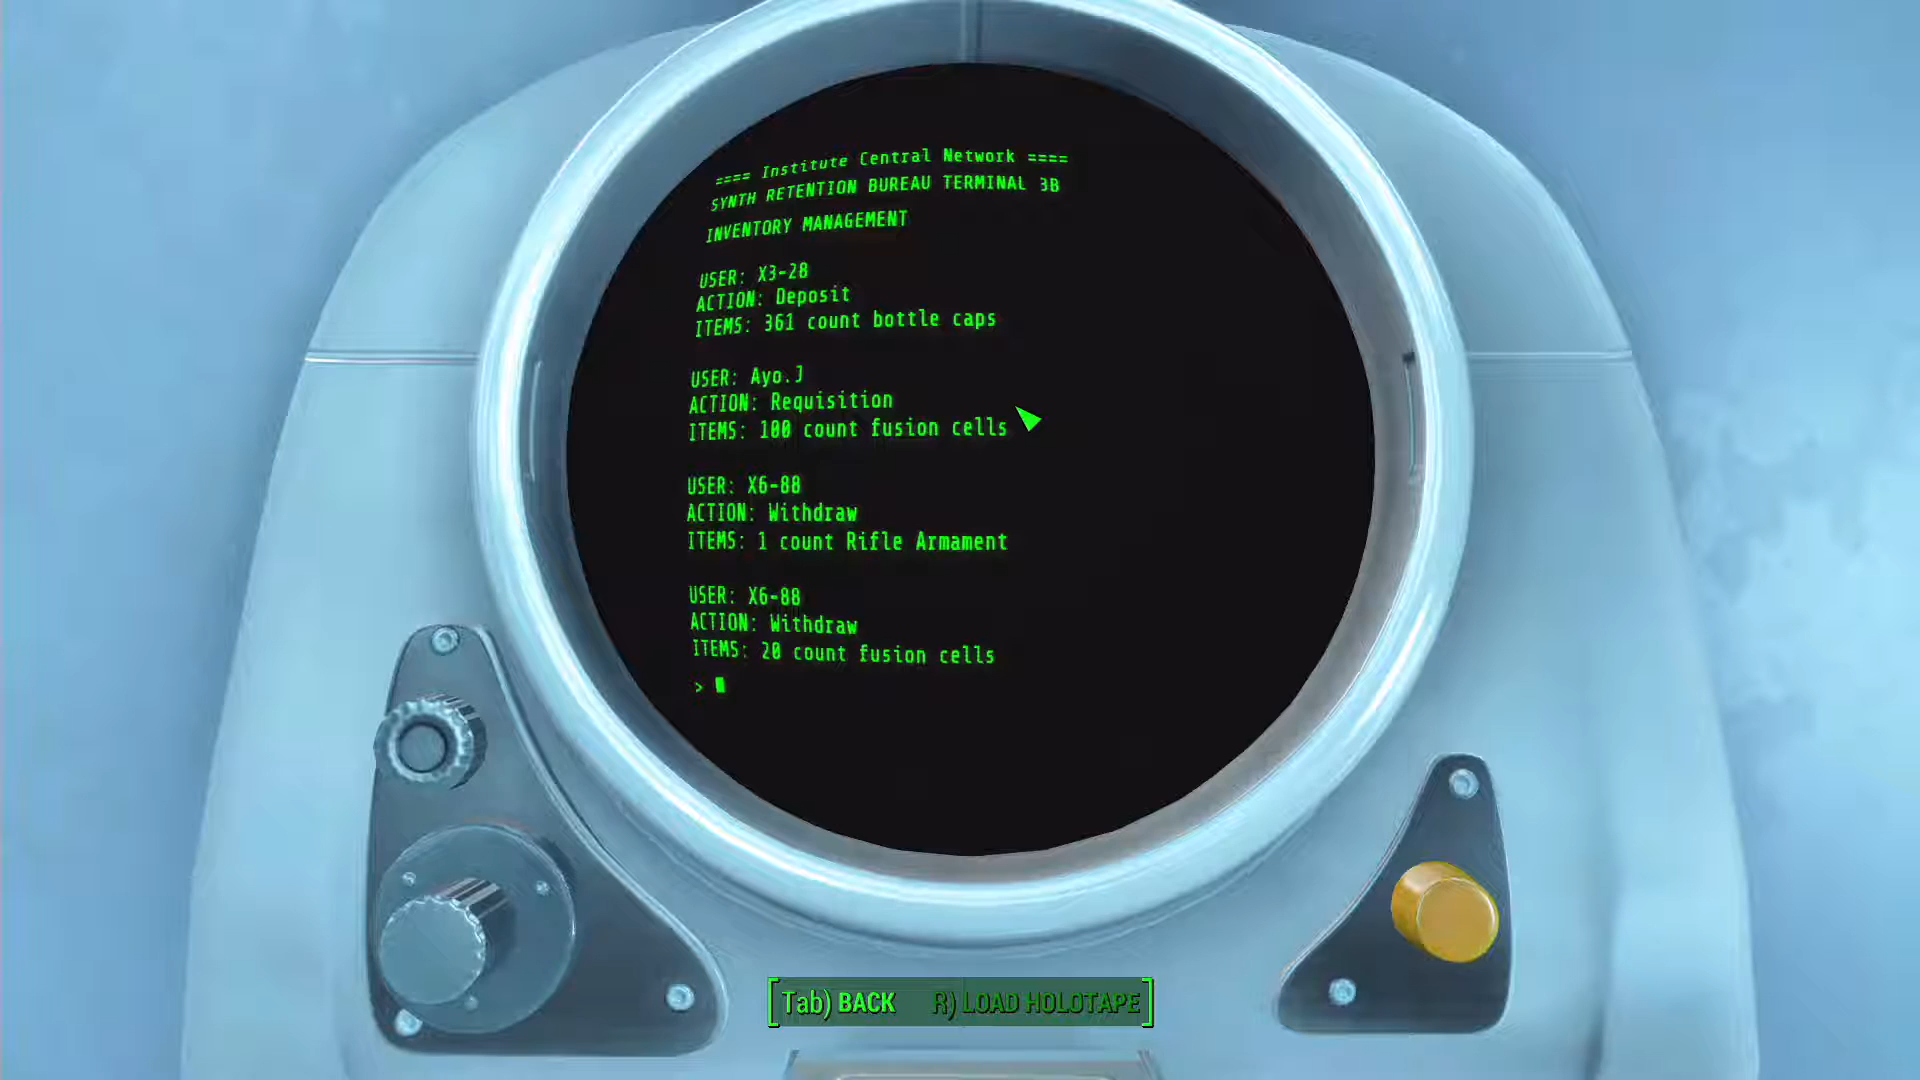 ==== Institute Central Network ====
SYNTH RETENTION BUREAU TERMINAL 3B
INVENTORY MANAGEMENT
USER: X3-28
ACTION: Deposit
ITEMS: 361 count bottle caps
USER: Ayo.J
ACTION: Requisition
ITEMS: 100 count fusion cells
USER: X6-88
ACTION: Withdraw
ITEMS: 1 count Rifle Armament
USER: X6-88
ACTION: Withdraw
ITEMS: 20 count fusion cells
>
[Tab) BACK R) LOAD HOLOTAPE]